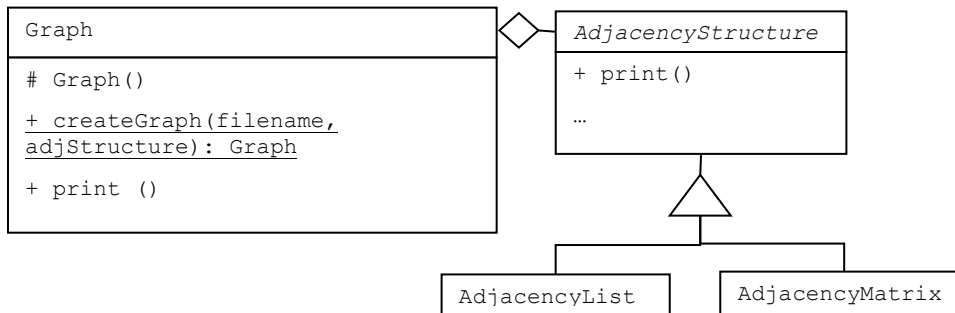 Graph
# Graph()
+ createGraph(filename,
adjStructure): Graph
+ print ()
AdjacencyStructure
+ print()
…
AdjacencyList
AdjacencyMatrix